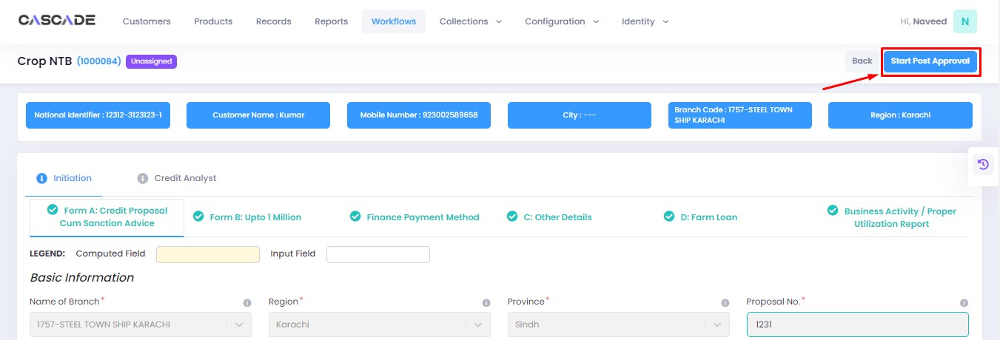 CASCADE Customers Products Records Reports Workflows Collections Configuration Identity Hi, Naveed N
Crop NTB (1000084) Unassigned Back Start Post Approval
National Identifier : 12312-3123123-1 Customer Name : Kumar Mobile Number : 923002589658 City : --- Branch Code : 1757-STEEL TOWN
SHIP KARACHI Region : Karachi
Initiation Credit Analyst
Form A: Credit Proposal
Cum Sanction Advice
Form B: Upto 1 Million
Finance Payment Method
C: Other Details
D: Farm Loan
Business Activity / Proper
Utilization Report
LEGEND: Computed Field Input Field
Basic Information
Name of Branch* Region* Province* Proposal No.*
1757-STEEL TOWN SHIP KARACHI Karachi Sindh 1231